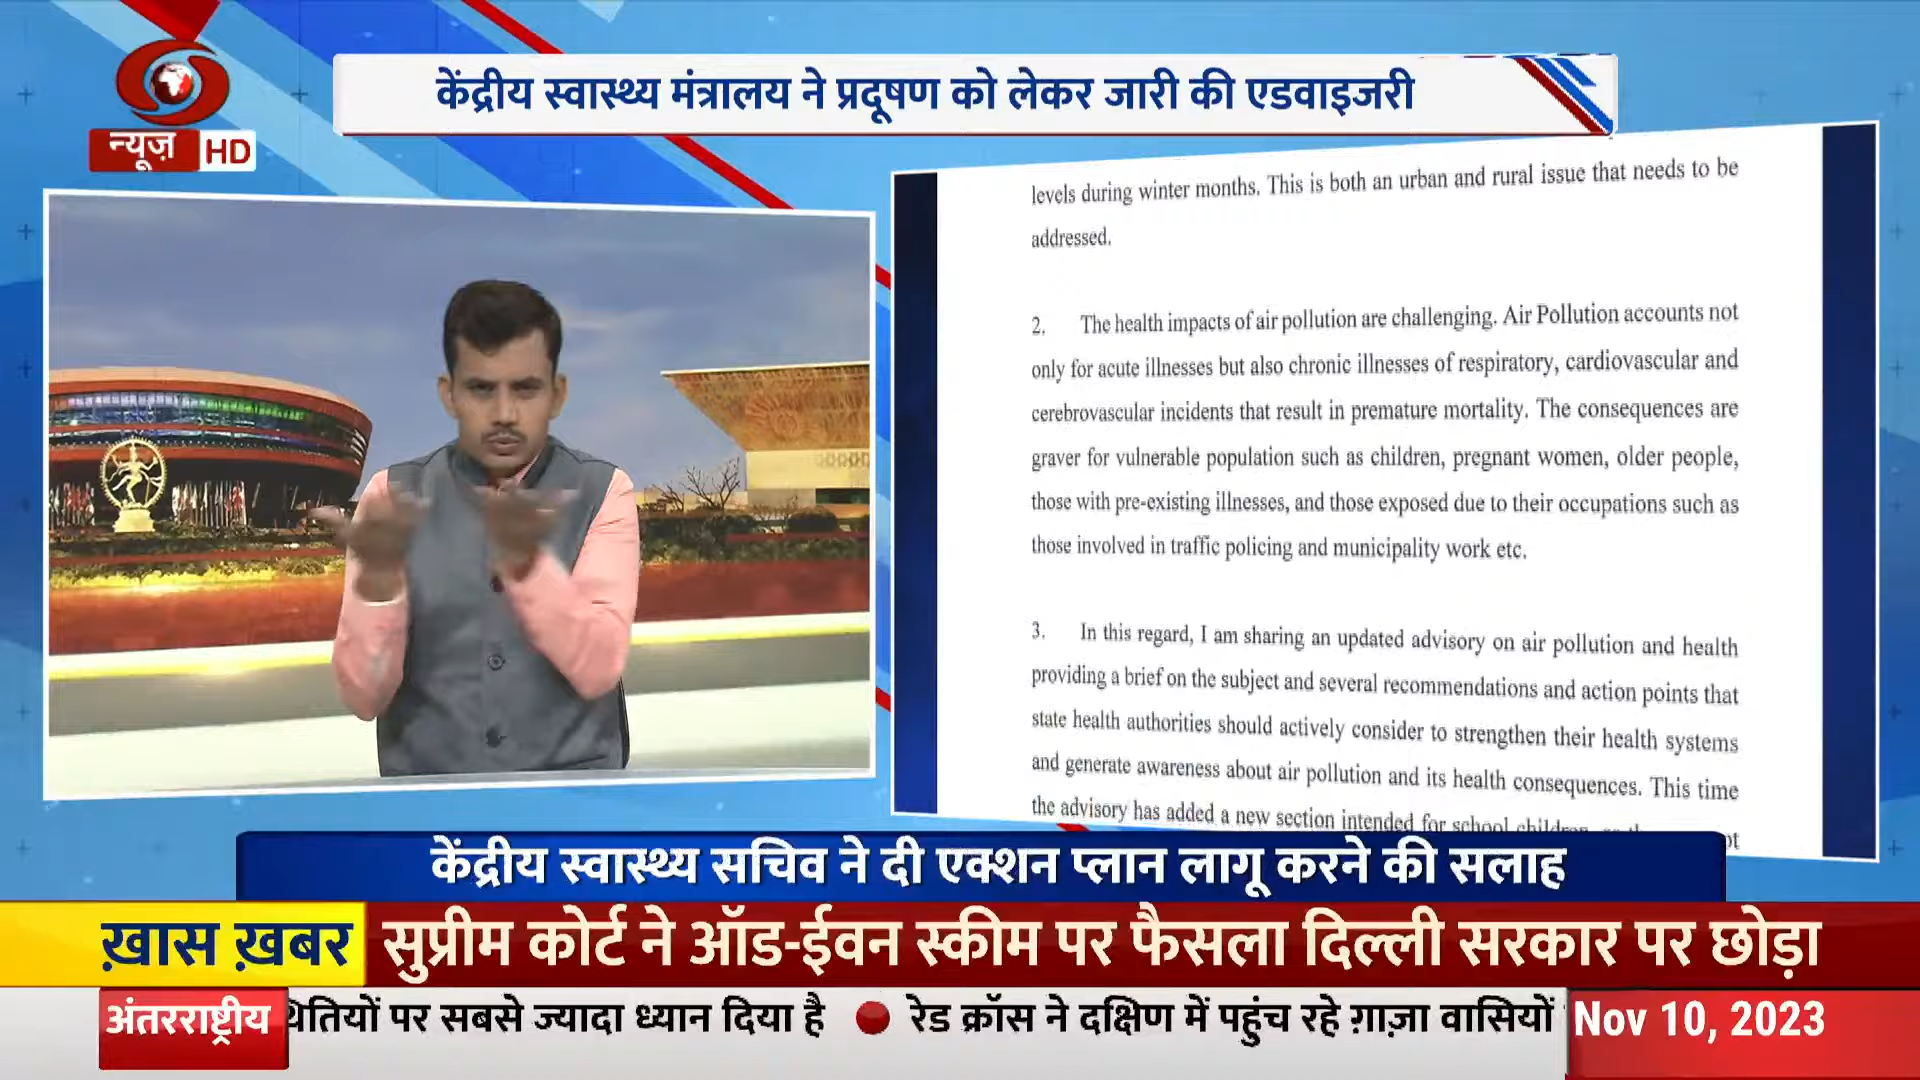 न्यूज़ HD
केंद्रीय स्वास्थ्य मंत्रालय ने प्रदूषण को लेकर जारी की एडवाइजरी
levels during winter months. This is both an urban and rural issue that needs to be
addressed.
2. The health impacts of air pollution are challenging. Air Pollution accounts not
only for acute illnesses but also chronic illnesses of respiratory, cardiovascular and
cerebrovascular incidents that result in premature mortality. The consequences are
graver for vulnerable population such as children, pregnant women, older people,
those with pre-existing illnesses, and those exposed due to their occupations such as
those involved in traffic policing and municipality work etc.
3. In this regard, I am sharing an updated advisory on air pollution and health
providing a brief on the subject and several recommendations and action points that
state health authorities should actively consider to strengthen their health systems
and generate awareness about air pollution and its health consequences. This time
the advisory has added a new section intended for school
केंद्रीय स्वास्थ्य सचिव ने दी एक्शन प्लान लागू करने की सलाह
ख़ास ख़बर सुप्रीम कोर्ट ने ऑड-ईवन स्कीम पर फैसला दिल्ली सरकार पर छोड़ा
अंतरराष्ट्रीय थितियों पर सबसे ज्यादा ध्यान दिया है रेड क्रॉस ने दक्षिण में पहुंच रहे ग़ाज़ा वासियों Nov 10, 2023